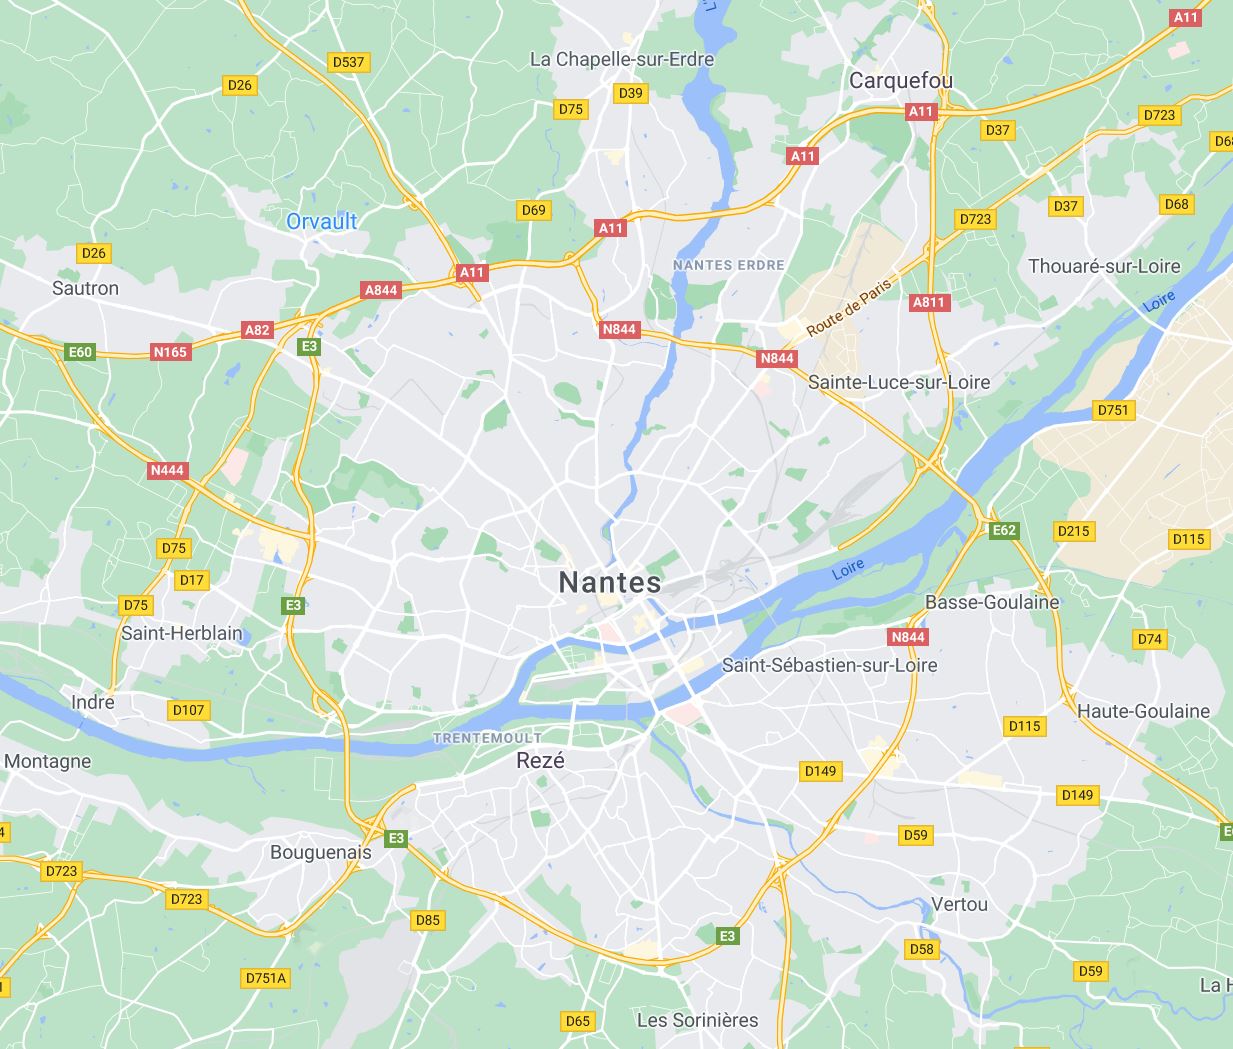 A11
La Chapelle-sur-Erdre
D537
Carquefou
D26
D39
D75
A11
D723
D37
D68
A11
Orvault
D69
D37
D68
D723
A11
D26
NANTES ERDRE
Thouaré-sur-Loire
A11
Sautron
A844
Route de Paris
A811
Loire
A82
N844
E60
N165
E3
N844
Sainte-Luce-sur-Loire
D751
N444
E62
D215
D115
D75
Loire
D17
Nantes
D75
E3
Basse-Goulaine
Saint-Herblain
N844
D74
Saint-Sébastien-sur-Loire
Indre
D107
Haute-Goulaine
D115
TRENTEMOULT
Montagne
Rezé
D149
D149
E3
D59
Bouguenais
D723
D723
Vertou
D85
E3
D58
D751A
D59
La H
D65
Les Sorinières